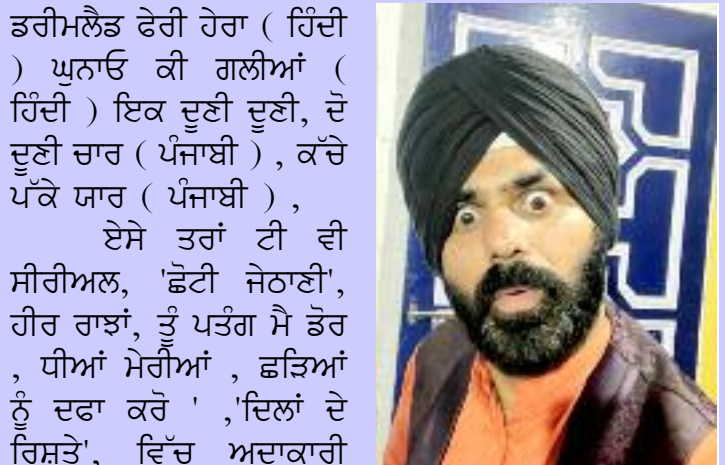 ਡਰੀਮਲੈਡ ਫੇਰੀ ਹੇਰਾ ( ਹਿੰਦੀ
) ਘੁਨਾਓ ਕੀ ਗਲੀਆਂ (
ਹਿੰਦੀ ) ਇਕ ਦੂਣੀ ਦੂਣੀ, ਦੋ
ਦੂਣੀ ਚਾਰ ( ਪੰਜਾਬੀ ) , ਕੱਚੇ
ਪੱਕੇ ਯਾਰ ( ਪੰਜਾਬੀ ) ,
ਏਸੇ ਤਰਾਂ ਟੀ ਵੀ
ਸੀਰੀਅਲ, 'ਛੋਟੀ ਜੇਠਾਣੀ',
ਹੀਰ ਰਾਝਾਂ, ਤੂੰ ਪਤੰਗ ਮੈ ਡੋਰ
, ਧੀਆਂ ਮੇਰੀਆਂ , ਛੜਿਆਂ
ਨੂੰ ਦਫਾ ਕਰੋ ' ,'ਦਿਲਾਂ ਦੇ
ਰਿਸ਼ਤੇ', ਵਿੱਚ ਅਦਾਕਾਰੀ